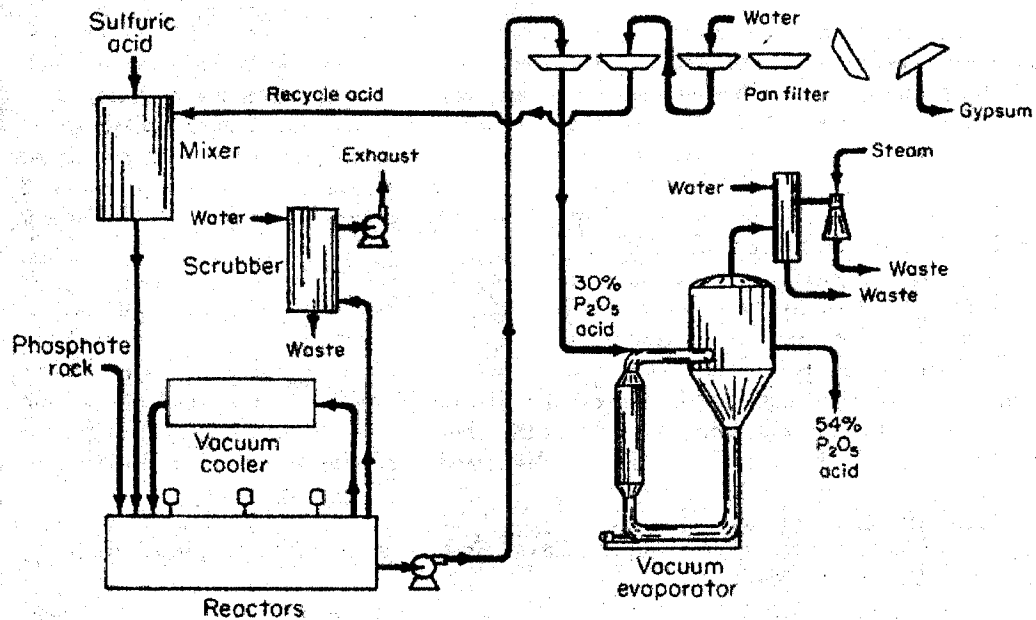 Sulfuric
acid
Water
Recycle acid
Pan filter
Gypsum
Mixer
Exhaust
Steam
Water
Water
Scrubber
Waste
Waste
30%
P₂O₅
acid
Waste
Phosphate
rock
Vacuum
cooler
54%
P₂O₅
acid
Vacuum
evaporator
Reactors